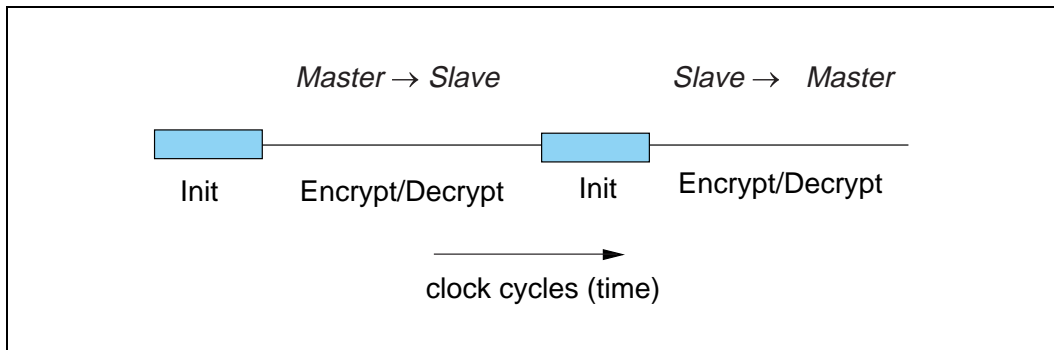 Master → Slave
Slave → Master
Init
Encrypt/Decrypt
Init
Encrypt/Decrypt
clock cycles (time)